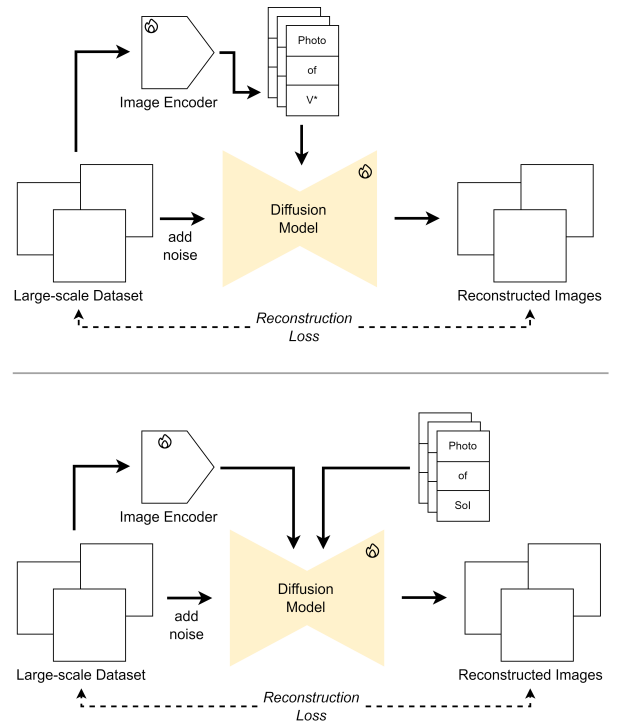 Photo
of
V*
Image Encoder
Diffusion
Model
add
noise
Large-scale Dataset
Reconstructed Images
Reconstruction
Loss
Photo
of
SoI
Image Encoder
Diffusion
Model
add
noise
Large-scale Dataset
Reconstructed Images
Reconstruction
Loss